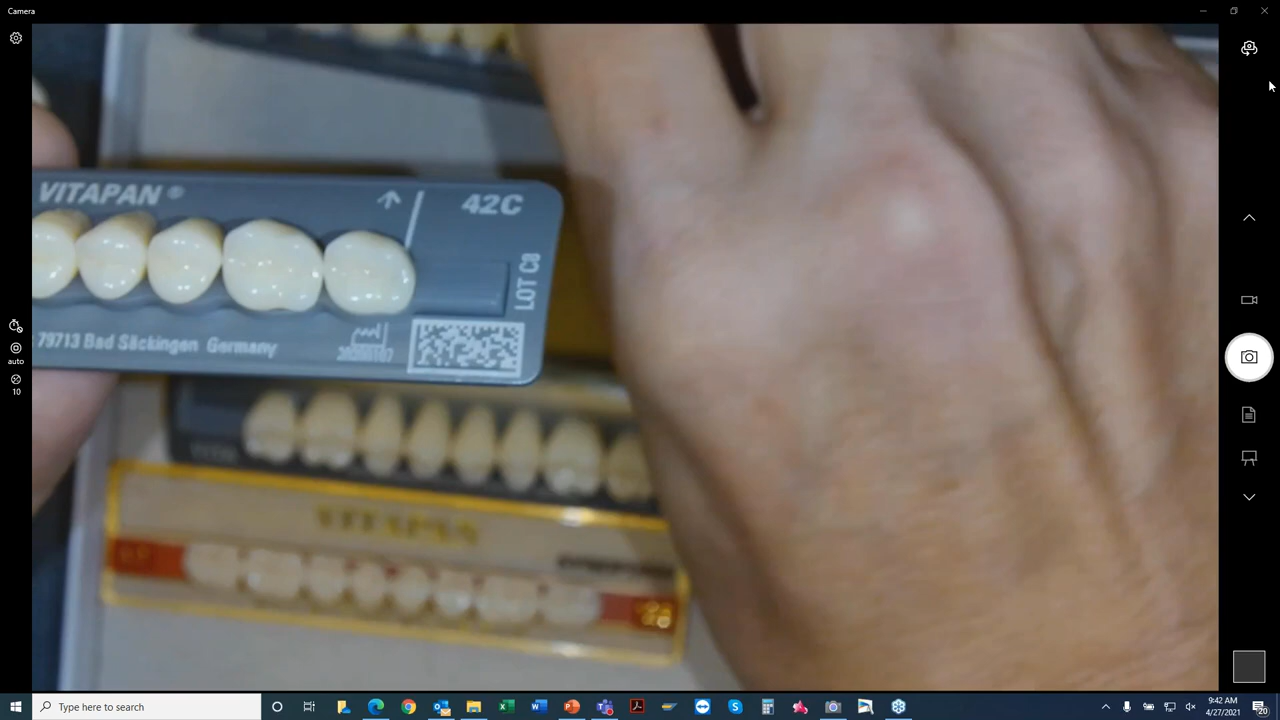 Camera
VITAPAN® 42C
LOT C8
79713 Bad Säckingen Germany
VITAPAN
auto
10
Type here to search
9:42 AM
4/27/2021
20